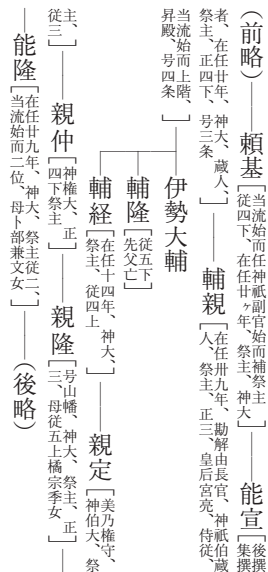 (前略)――頼基[当流始而任神祇副官始而補祭主従四下、在任廿ヶ年、祭主、神大]――能宣[後撰集撰
者、在任廿年、神大、蔵人、祭主、正四下、号三条]――輔親[在任卅九年、勘解由長官、神祇伯蔵人、祭主、正三、皇后宮亮、侍従、
当流始而上階、昇殿、号四条、]
伊勢大輔
輔隆[従五下先父亡]
輔経[在任十四年、神大、祭主、従四上]――親定[美乃権守、神伯大、祭
主、従三]――親仲[神権大、正四下祭主]――親隆[号山幡、神大、祭主、正三、母従五上橘宗季女]――
――能隆[在任廿九年、神大、祭主従二、当流始而二位、母卜部兼文女]――(後略)